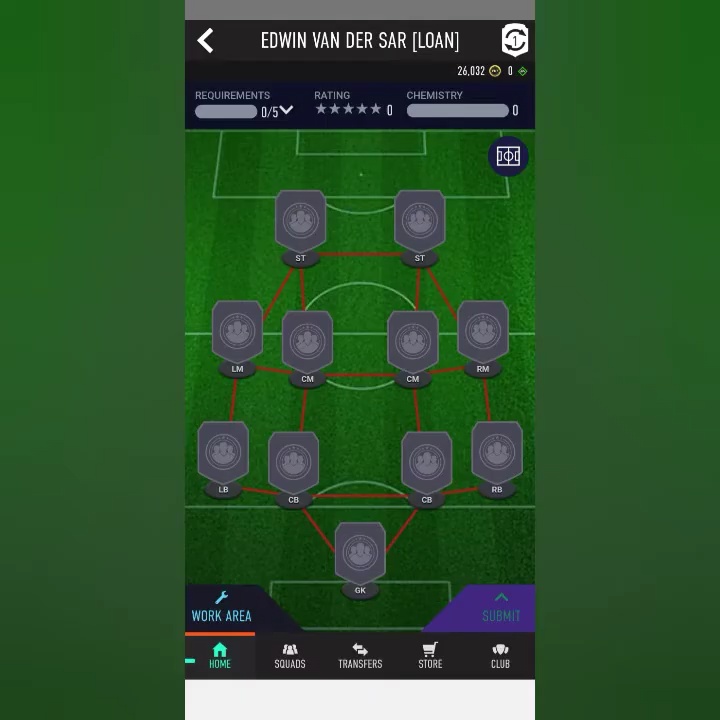 EDWIN VAN DER SAR [LOAN]
1
26,032 0
REQUIREMENTS RATING CHEMISTRY
0/5 0 0
ST ST
LM CM CM RM
LB CB CB RB
GK
WORK AREA SUBMIT
HOME SQUADS TRANSFERS STORE CLUB